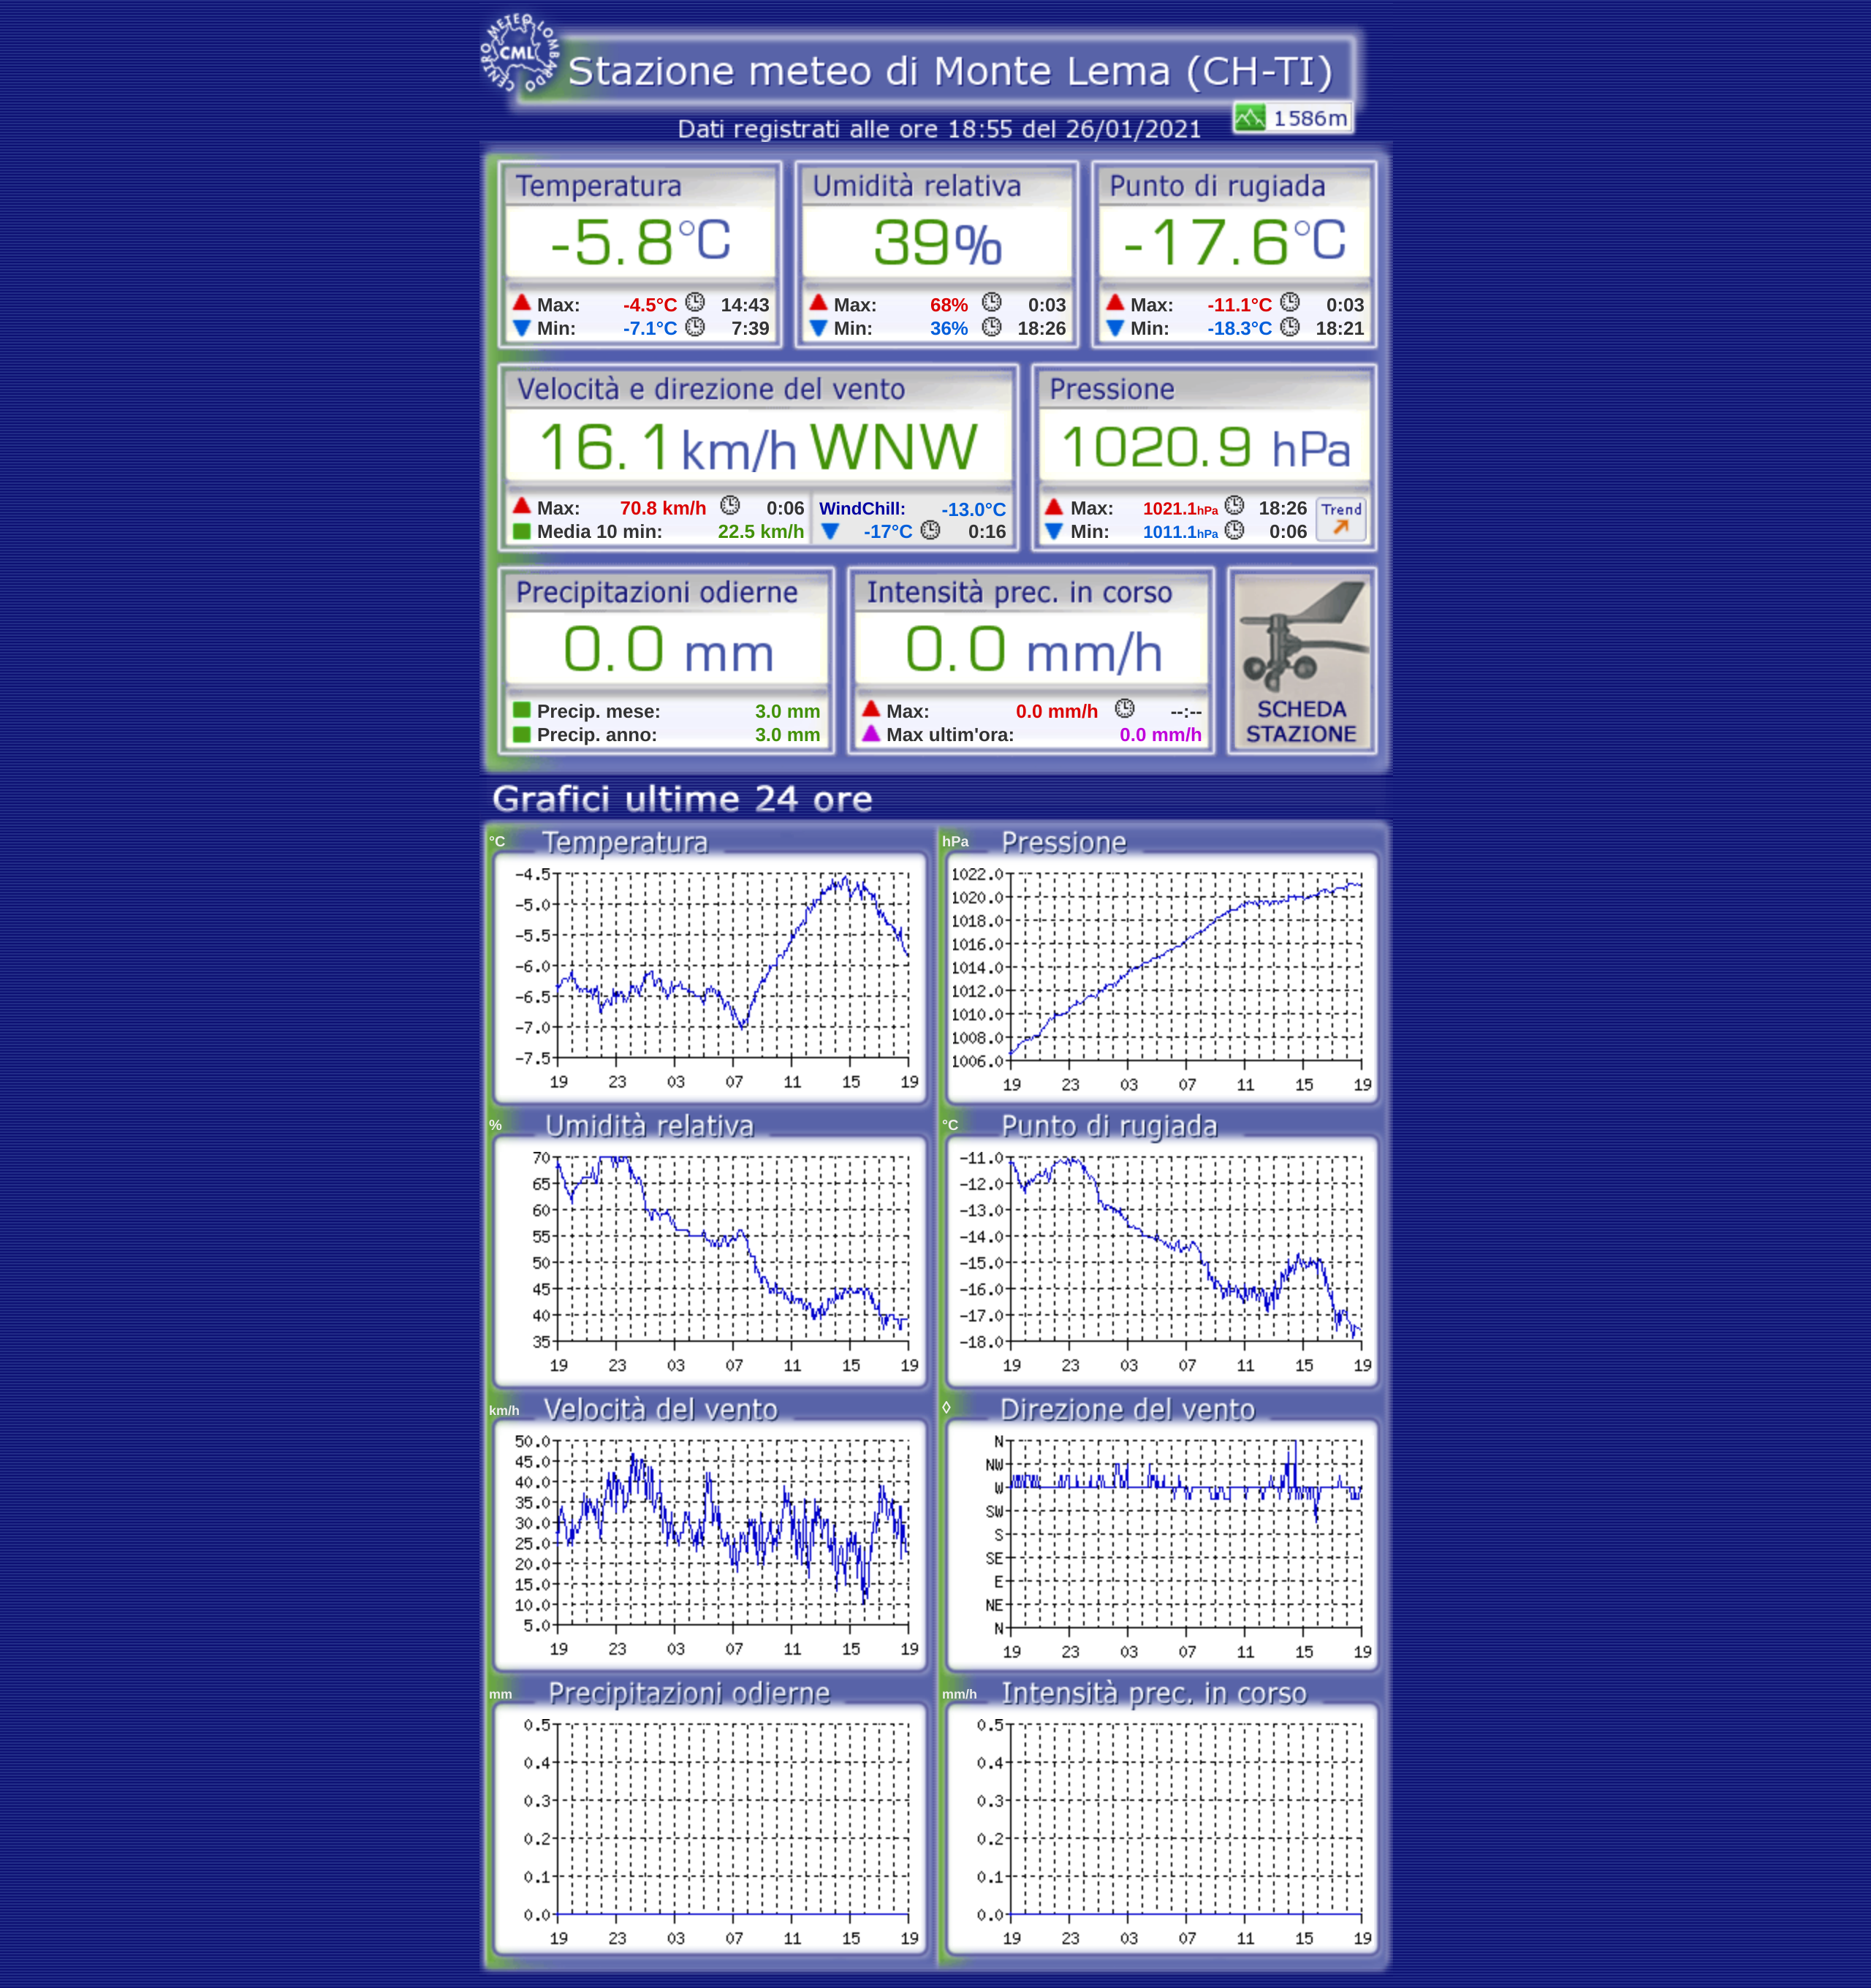 CENTRO METEO LOMBARDO
CML
Stazione meteo di Monte Lema (CH-TI)
1586m
Dati registrati alle ore 18:55 del 26/01/2021
Temperatura
-5.8°C
Max: -4.5°C 14:43
Min: -7.1°C 7:39
Umidità relativa
39%
Max: 68% 0:03
Min: 36% 18:26
Punto di rugiada
-17.6°C
Max: -11.1°C 0:03
Min: -18.3°C 18:21
Velocità e direzione del vento
16.1 km/h WNW
Max: 70.8 km/h 0:06
Media 10 min: 22.5 km/h
WindChill: -13.0°C
-17°C 0:16
Pressione
1020.9 hPa
Max: 1021.1hPa 18:26
Min: 1011.1hPa 0:06
Trend
Precipitazioni odierne
0.0 mm
Precip. mese: 3.0 mm
Precip. anno: 3.0 mm
Intensità prec. in corso
0.0 mm/h
Max: 0.0 mm/h --:--
Max ultim'ora: 0.0 mm/h
SCHEDA
STAZIONE
Grafici ultime 24 ore
°C Temperatura
-4.5
-5.0
-5.5
-6.0
-6.5
-7.0
-7.5
19 23 03 07 11 15 19
hPa Pressione
1022.0
1020.0
1018.0
1016.0
1014.0
1012.0
1010.0
1008.0
1006.0
19 23 03 07 11 15 19
% Umidità relativa
70
65
60
55
50
45
40
35
19 23 03 07 11 15 19
°C Punto di rugiada
-11.0
-12.0
-13.0
-14.0
-15.0
-16.0
-17.0
-18.0
19 23 03 07 11 15 19
km/h Velocità del vento
50.0
45.0
40.0
35.0
30.0
25.0
20.0
15.0
10.0
5.0
19 23 03 07 11 15 19
◊ Direzione del vento
N
NW
W
SW
S
SE
E
NE
N
19 23 03 07 11 15 19
mm Precipitazioni odierne
0.5
0.4
0.3
0.2
0.1
0.0
19 23 03 07 11 15 19
mm/h Intensità prec. in corso
0.5
0.4
0.3
0.2
0.1
0.0
19 23 03 07 11 15 19